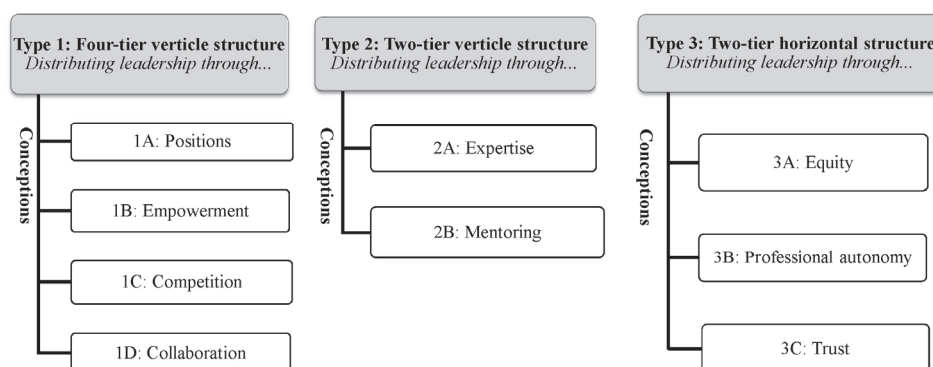 Type 1: Four-tier verticle structure
Distributing leadership through...
Conceptions
1A: Positions
1B: Empowerment
1C: Competition
1D: Collaboration
Type 2: Two-tier verticle structure
Distributing leadership through...
Conceptions
2A: Expertise
2B: Mentoring
Type 3: Two-tier horizontal structure
Distributing leadership through...
Conceptions
3A: Equity
3B: Professional autonomy
3C: Trust